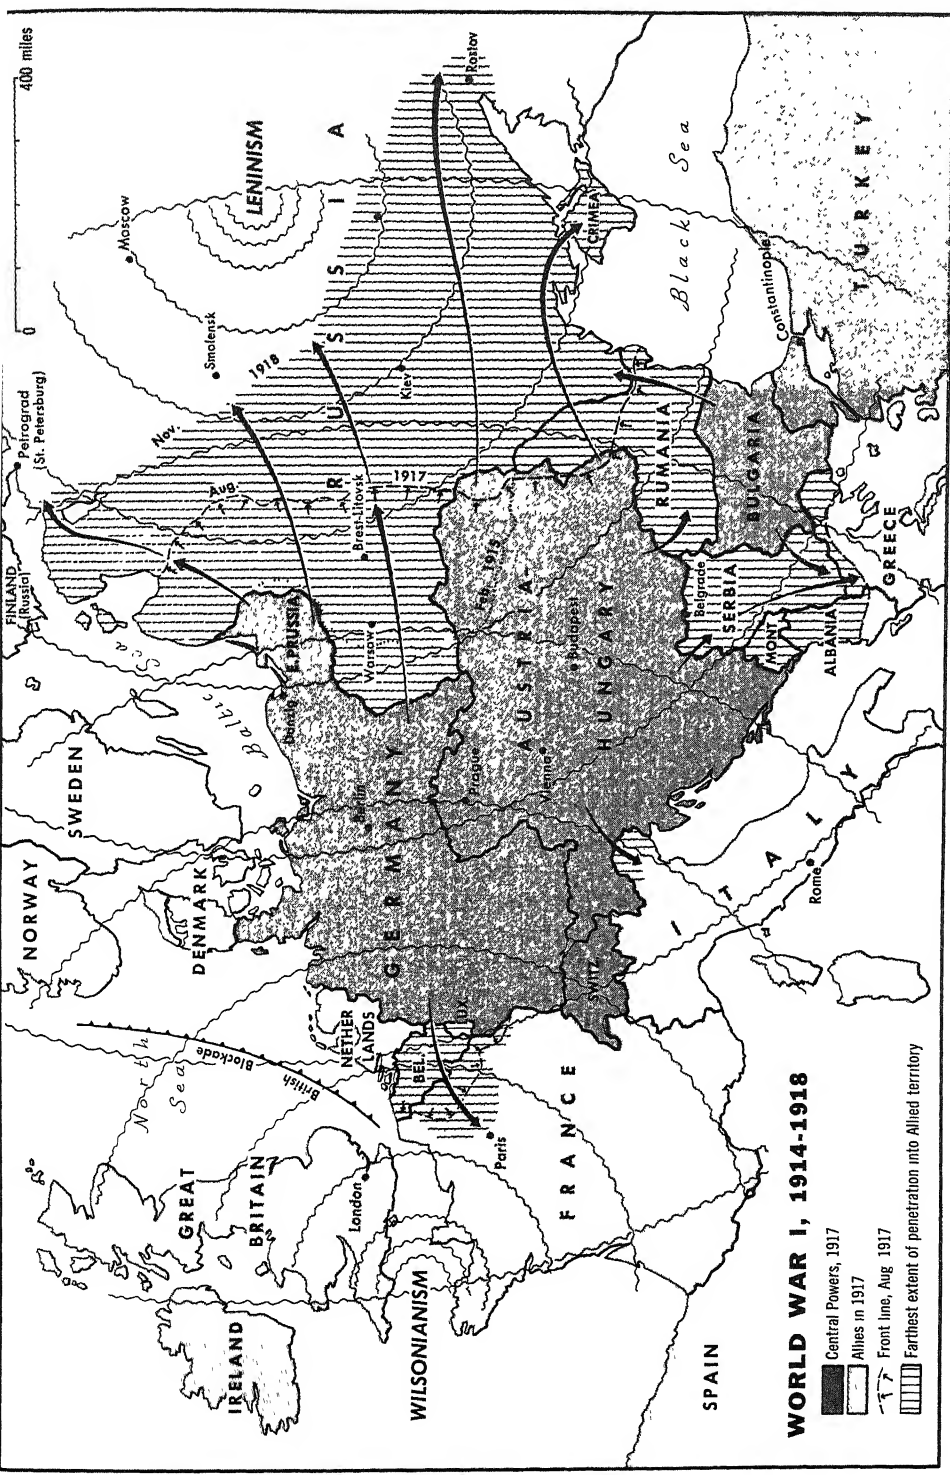 0
400 miles
FINLAND
(Russia)
Petrograd
(St. Petersburg)
NORWAY
SWEDEN
Baltic
Sea
Moscow
LENINISM
Smolensk
Nov.
1918
Aug.
1917
RUSSIA
Kiev
Rostov
CRIMEA
Black Sea
North
Sea
British
Blockade
DENMARK
Danzig
E. PRUSSIA
Brest-Litovsk
Warsaw
Feb. 1915
GREAT
BRITAIN
IRELAND
London
NETHER
LANDS
BEL.
LUX.
GERMANY
Berlin
Prague
Vienna
Budapest
AUSTRIA-
HUNGARY
WILSONIANISM
Paris
FRANCE
SWITZ.
ITALY
Rome
RUMANIA
Belgrade
SERBIA
MONT.
ALBANIA
BULGARIA
GREECE
Constantinople
TURKEY
SPAIN
WORLD WAR I, 1914-1918
Central Powers, 1917
Allies in 1917
Front line, Aug 1917
Farthest extent of penetration into Allied territory